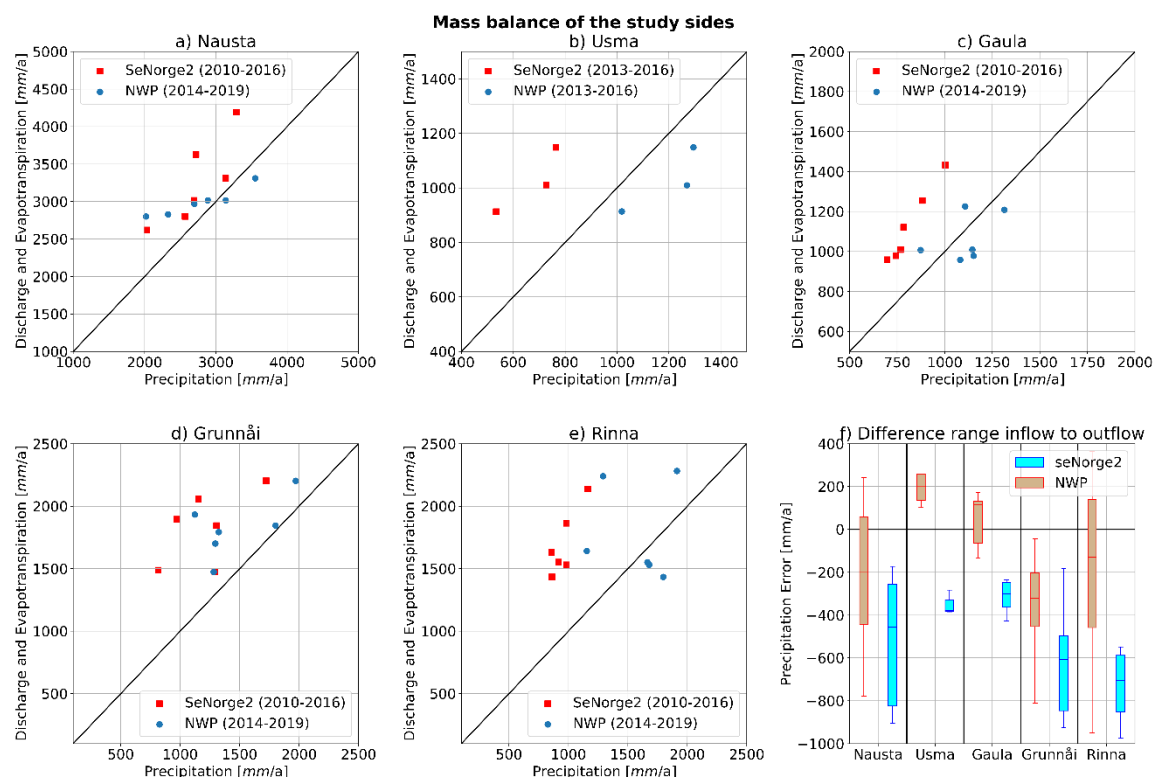 Mass balance of the study sides
a) Nausta
5000
4500
4000
3500
3000
2500
2000
1500
1000
Discharge and Evapotranspiration [mm/a]
SeNorge2 (2010-2016)
NWP (2014-2019)
1000 2000 3000 4000 5000
Precipitation [mm/a]
b) Usma
1400
1200
1000
800
600
400
Discharge and Evapotranspiration [mm/a]
SeNorge2 (2013-2016)
NWP (2013-2016)
400 600 800 1000 1200 1400
Precipitation [mm/a]
c) Gaula
2000
1800
1600
1400
1200
1000
800
600
Discharge and Evapotranspiration [mm/a]
SeNorge2 (2010-2016)
NWP (2014-2019)
500 750 1000 1250 1500 1750 2000
Precipitation [mm/a]
d) Grunnåi
2500
2000
1500
1000
500
Discharge and Evapotranspiration [mm/a]
SeNorge2 (2010-2016)
NWP (2014-2019)
500 1000 1500 2000 2500
Precipitation [mm/a]
e) Rinna
2500
2000
1500
1000
500
Discharge and Evapotranspiration [mm/a]
SeNorge2 (2010-2016)
NWP (2014-2019)
500 1000 1500 2000 2500
Precipitation [mm/a]
f) Difference range inflow to outflow
400
200
0
−200
−400
−600
−800
−1000
Precipitation Error [mm/a]
seNorge2
NWP
Nausta Usma Gaula Grunnåi Rinna